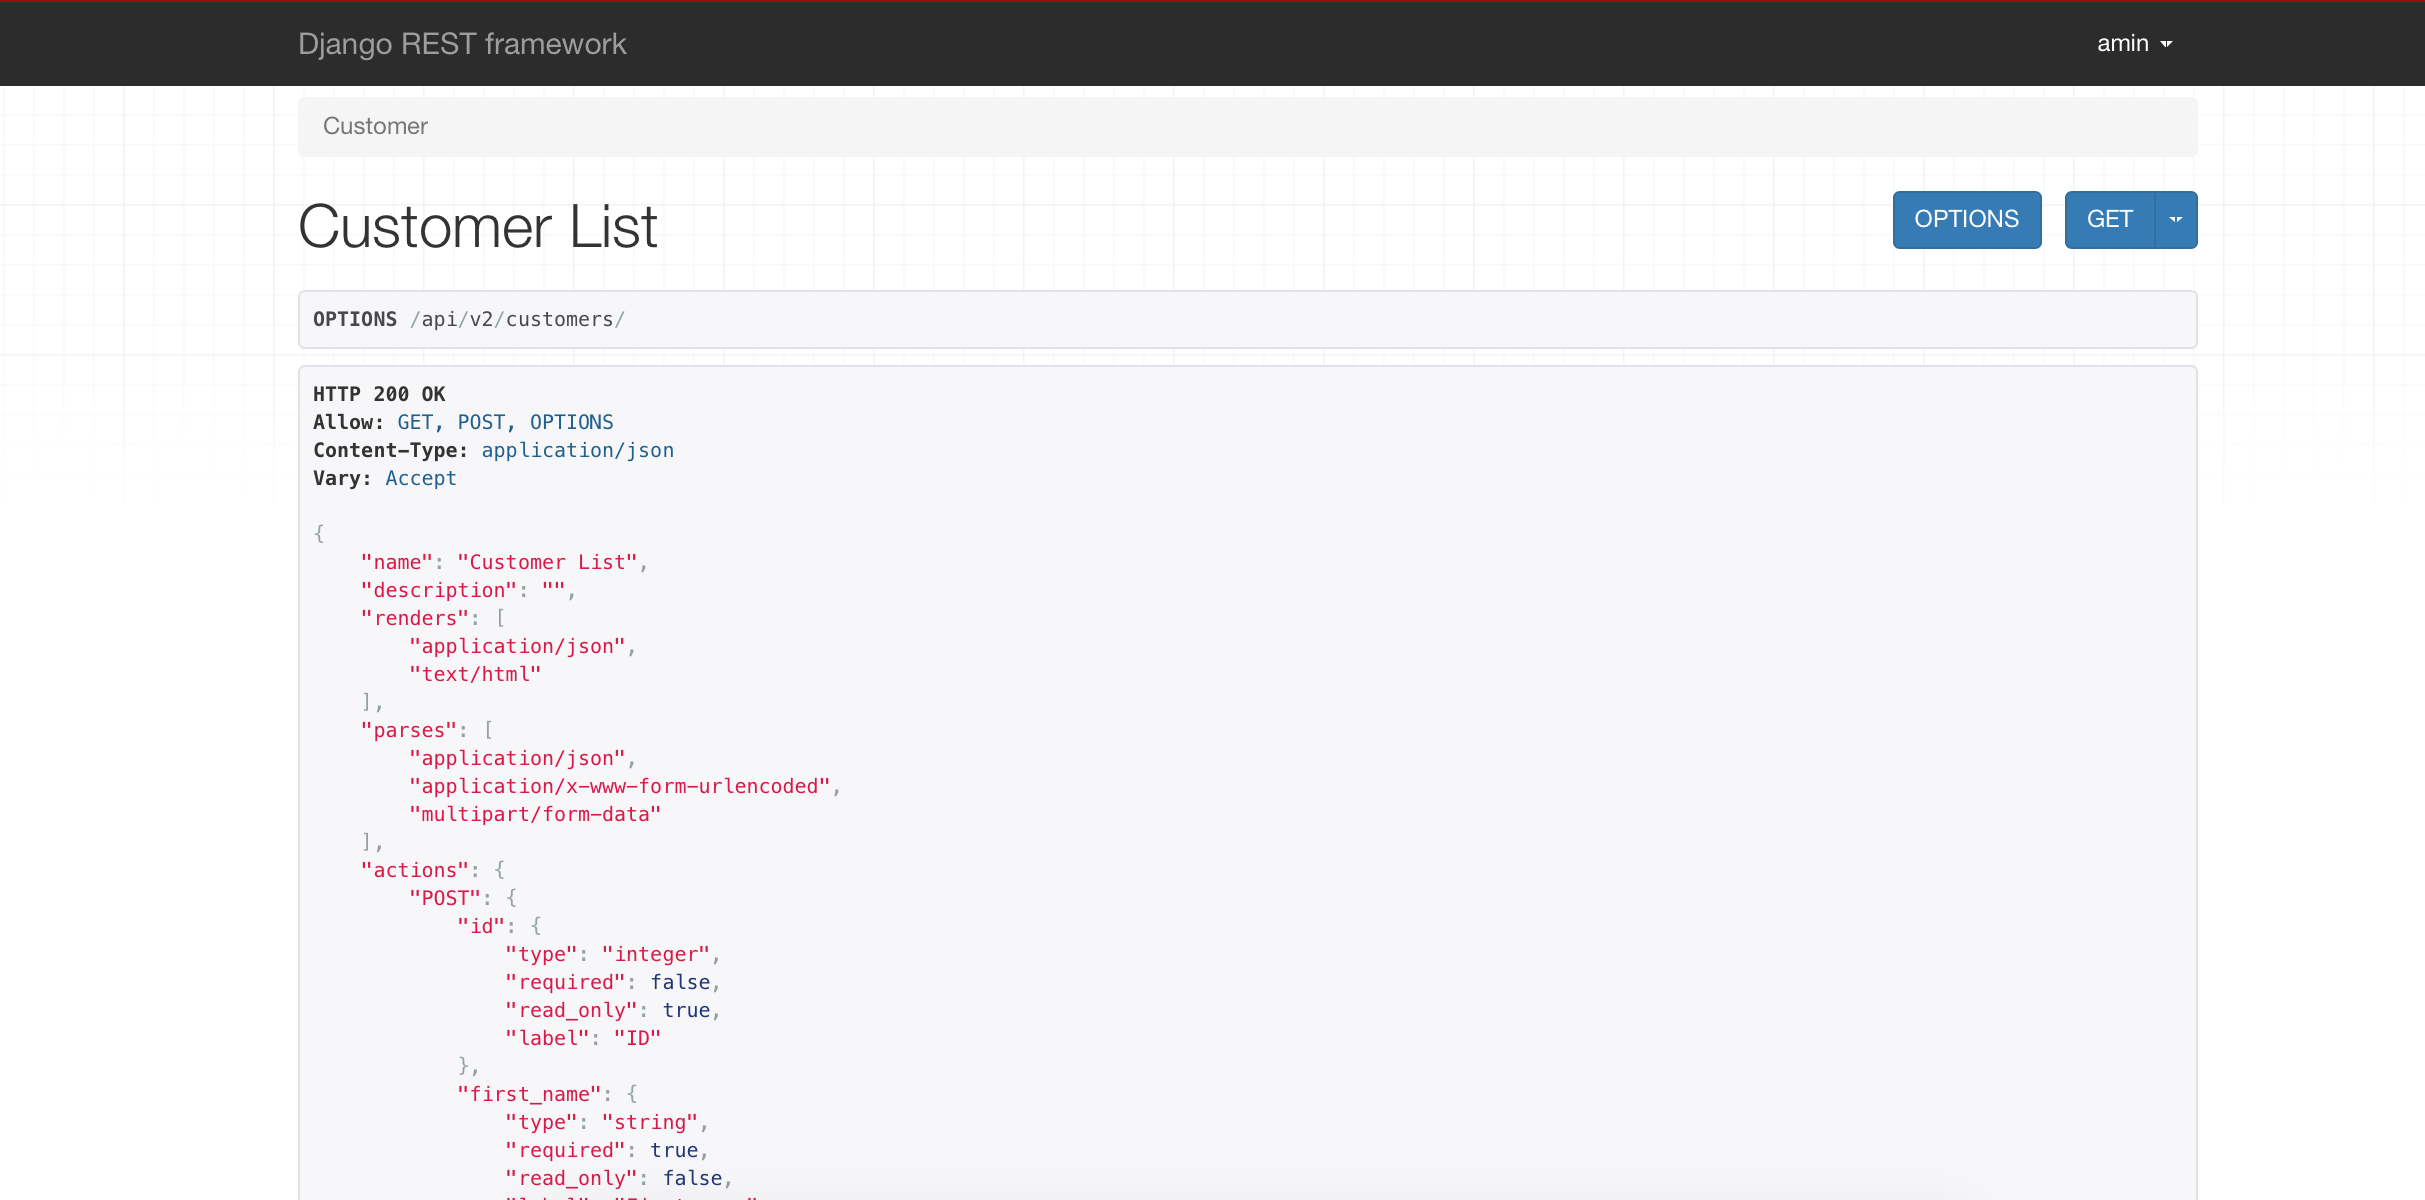 Django REST framework
amin
Customer
Customer List
OPTIONS
GET
OPTIONS /api/v2/customers/
HTTP 200 OK
Allow: GET, POST, OPTIONS
Content-Type: application/json
Vary: Accept
{
    "name": "Customer List",
    "description": "",
    "renders": [
        "application/json",
        "text/html"
    ],
    "parses": [
        "application/json",
        "application/x-www-form-urlencoded",
        "multipart/form-data"
    ],
    "actions": {
        "POST": {
            "id": {
                "type": "integer",
                "required": false,
                "read_only": true,
                "label": "ID"
            },
            "first_name": {
                "type": "string",
                "required": true,
                "read_only": false,